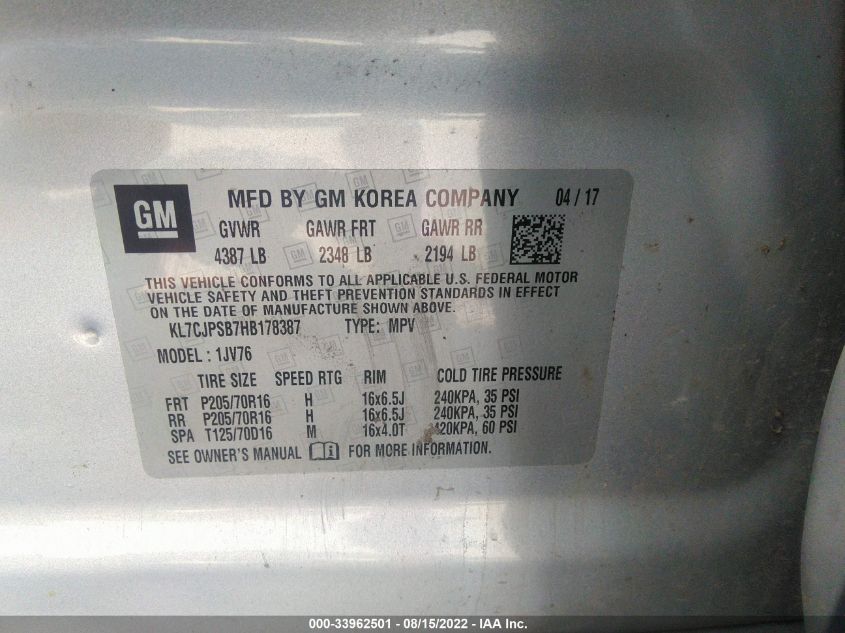 GM MFD BY GM KOREA COMPANY 04/17
GVWR GAWR FRT GAWR RR
4387 LB 2348 LB 2194 LB
THIS VEHICLE CONFORMS TO ALL APPLICABLE U.S. FEDERAL MOTOR
VEHICLE SAFETY AND THEFT PREVENTION STANDARDS IN EFFECT
ON THE DATE OF MANUFACTURE SHOWN ABOVE.
KL7CJPSB7HB178387 TYPE: MPV
MODEL: 1JV76
TIRE SIZE SPEED RTG RIM COLD TIRE PRESSURE
FRT P205/70R16 H 16x6.5J 240KPA, 35 PSI
RR P205/70R16 H 16x6.5J 240KPA, 35 PSI
SPA T125/70D16 M 16x4.0T 420KPA, 60 PSI
SEE OWNER'S MANUAL FOR MORE INFORMATION.
000-33962501 - 08/15/2022 - IAA Inc.